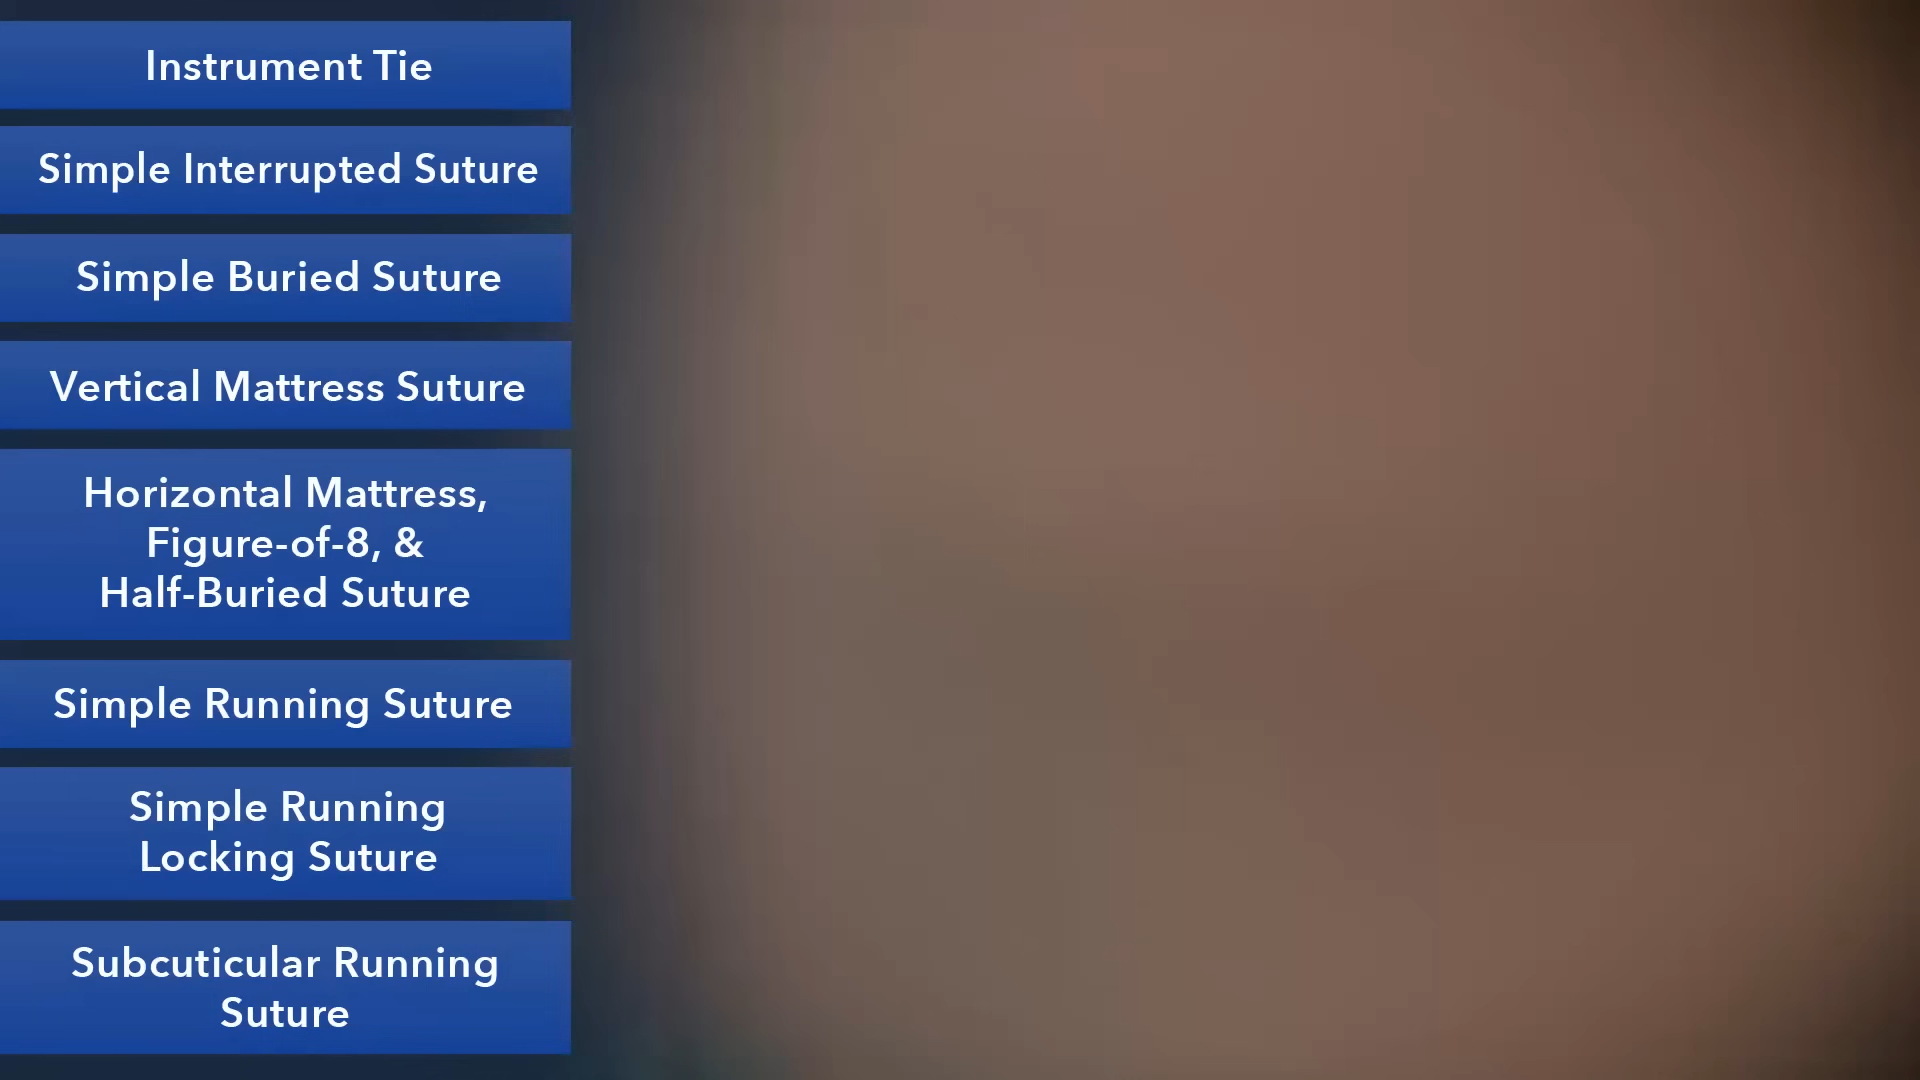 Instrument Tie
Simple Interrupted Suture
Simple Buried Suture
Vertical Mattress Suture
Horizontal Mattress,
Figure-of-8, &
Half-Buried Suture
Simple Running Suture
Simple Running
Locking Suture
Subcuticular Running
Suture